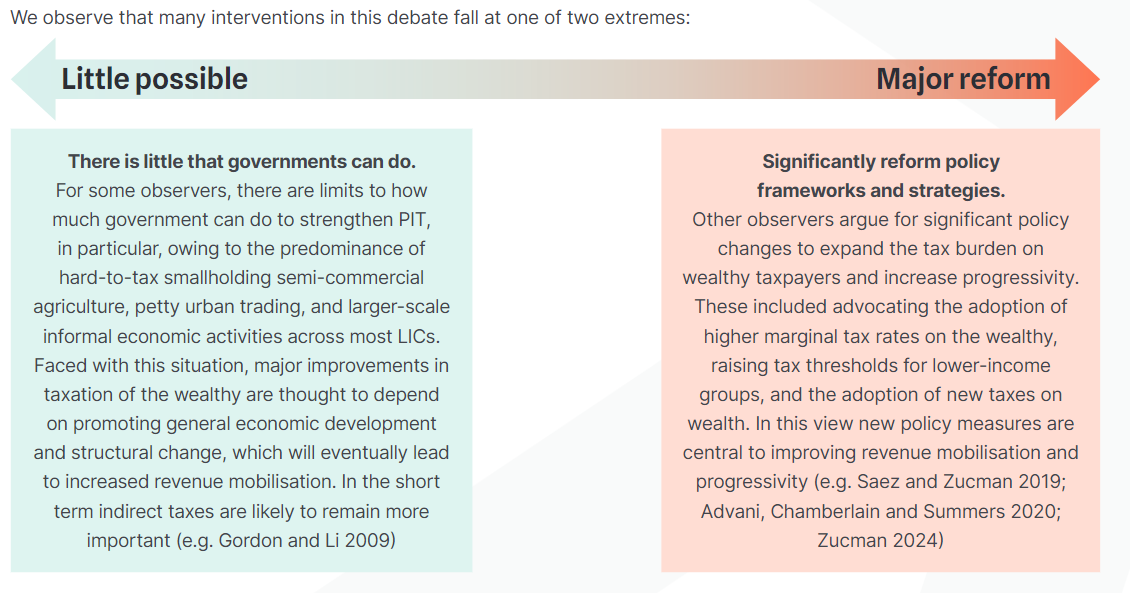 We observe that many interventions in this debate fall at one of two extremes:
Little possible
Major reform
There is little that governments can do.
For some observers, there are limits to how
much government can do to strengthen PIT,
in particular, owing to the predominance of
hard-to-tax smallholding semi-commercial
agriculture, petty urban trading, and larger-scale
informal economic activities across most LICs.
Faced with this situation, major improvements in
taxation of the wealthy are thought to depend
on promoting general economic development
and structural change, which will eventually lead
to increased revenue mobilisation. In the short
term indirect taxes are likely to remain more
important (e.g. Gordon and Li 2009)
Significantly reform policy
frameworks and strategies.
Other observers argue for significant policy
changes to expand the tax burden on
wealthy taxpayers and increase progressivity.
These included advocating the adoption of
higher marginal tax rates on the wealthy,
raising tax thresholds for lower-income
groups, and the adoption of new taxes on
wealth. In this view new policy measures are
central to improving revenue mobilisation and
progressivity (e.g. Saez and Zucman 2019;
Advani, Chamberlain and Summers 2020;
Zucman 2024)